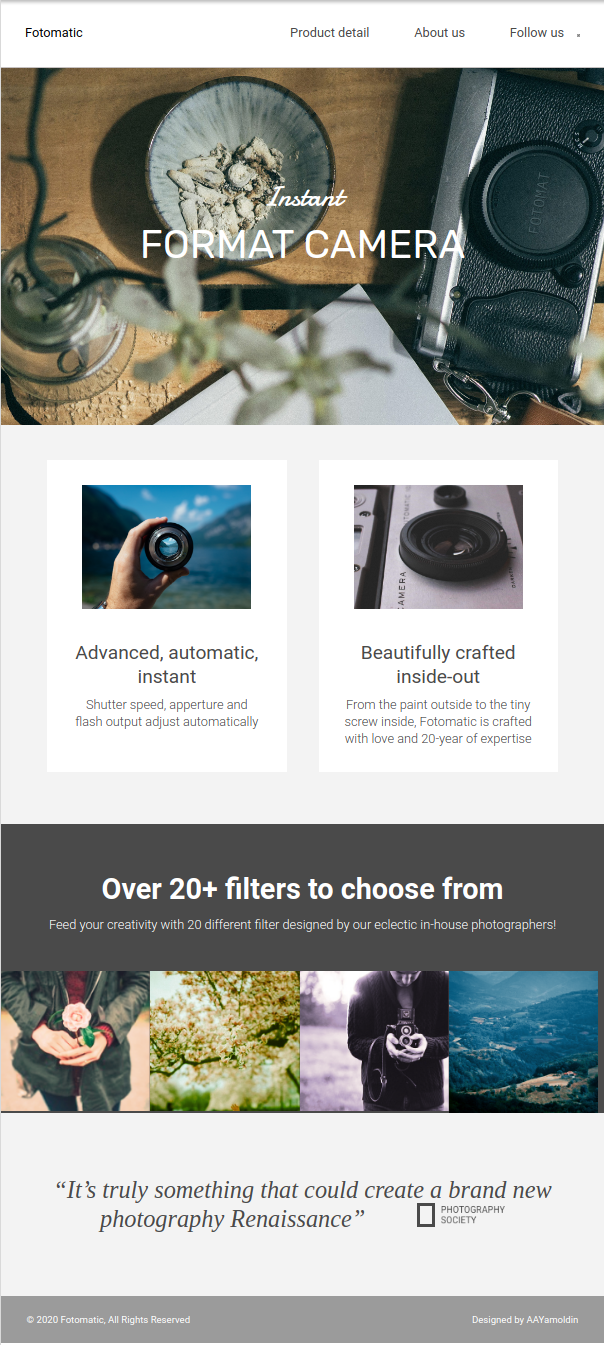 Fotomatic Product detail About us Follow us
Instant
FORMAT CAMERA
FOTOMAT
Advanced, automatic,
instant
Shutter speed, apperture and
flash output adjust automatically
CAMERA
Beautifully crafted
inside-out
From the paint outside to the tiny
screw inside, Fotomatic is crafted
with love and 20-year of expertise
Over 20+ filters to choose from
Feed your creativity with 20 different filter designed by our eclectic in-house photographers!
“It’s truly something that could create a brand new
photography Renaissance”
PHOTOGRAPHY
SOCIETY
© 2020 Fotomatic, All Rights Reserved Designed by AAYamoldin